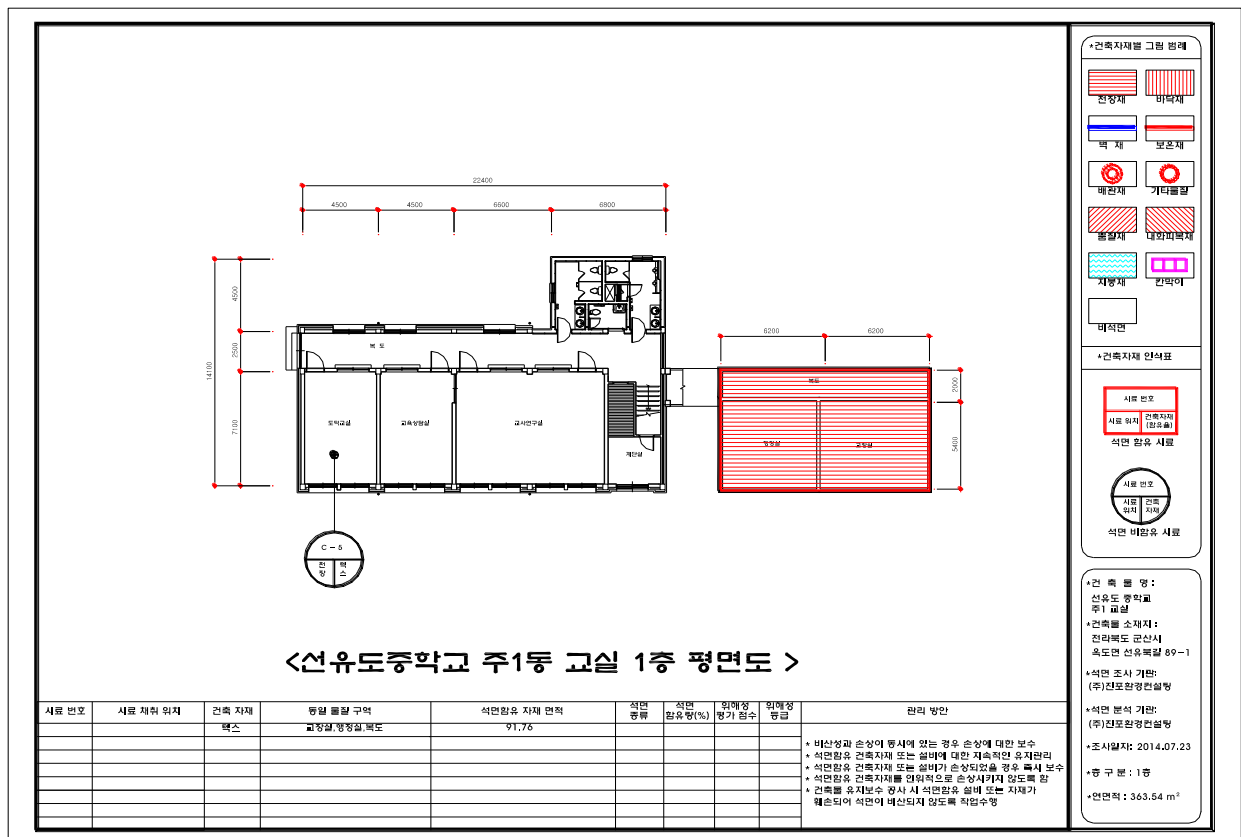 *건축자재별 그림 범례
천장재 바닥재
벽 재 보온재
배관재 기타물질
뿜칠재 내화피복재
지붕재 칸막이
비석면
*건축자재 인식표
시료 번호
시료 위치 건축자재
(함유율)
석면 함유 시료
시료 번호
시료 건축
위치 자재
석면 비함유 시료
22400
4500 4500 6600 6800
14100
4500
2500
7100
복 도
도덕교실
교육상담실
교사연구실
계단실
6200 6200
2000
5400
복도
행정실
교장실
C - 5
천 텍
장 스
<선유도중학교 주1동 교실 1층 평면도 >
시료 번호 시료 채취 위치 건축 자재 동일 물질 구역 석면함유 자재 면적 석면 종류 석면 함유량(%) 위해성 평가 점수 위해성 등급 관리 방안
텍스 교장실,행정실,복도 91.76
* 비산성과 손상이 동시에 있는 경우 손상에 대한 보수
* 석면함유 건축자재 또는 설비에 대한 지속적인 유지관리
* 석면함유 건축자재 또는 설비가 손상되었을 경우 즉시 보수
* 석면함유 건축자재를 인위적으로 손상시키지 않도록 함
* 건축물 유지보수 공사 시 석면함유 설비 또는 자재가
훼손되어 석면이 비산되지 않도록 작업수행
*건 축 물 명 :
선유도 중학교
주1 교실
*건축물 소재지 :
전라북도 군산시
옥도면 선유북길 89-1
*석면 조사 기관:
(주)진포환경컨설팅
*석면 분석 기관:
(주)진포환경컨설팅
*조사일자: 2014.07.23
*층 구 분 : 1층
*연면적 : 363.54 m²